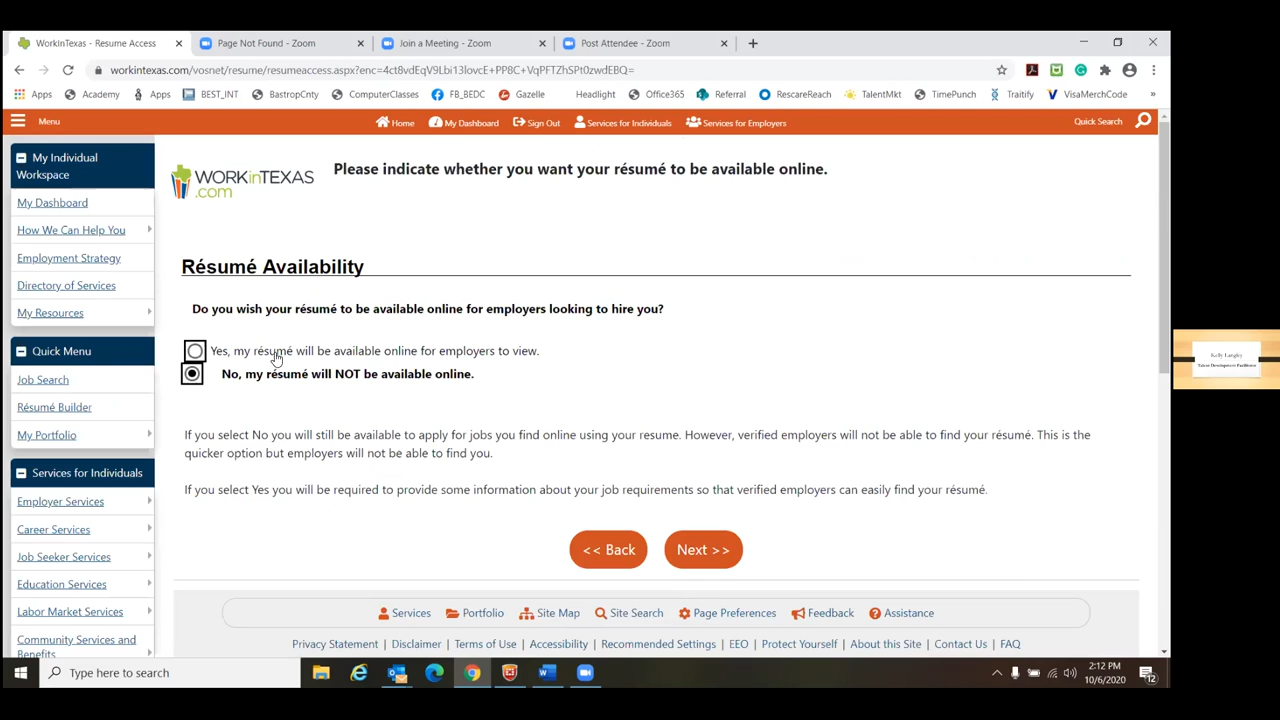 WorkinTexas - Resume Access
Page Not Found - Zoom
Join a Meeting - Zoom
Post Attendee - Zoom
workintexas.com/vosnet/resume/resumeaccess.aspx?enc=4ct8vdEqV9Lbi13lovcE+PP8C+VqPFTZhSPt0zwdEBQ=
Apps
Academy
Apps
BEST_INT
BastropCnty
ComputerClasses
FB_BEDC
Gazelle
Headlight
Office365
Referral
RescareReach
TalentMkt
TimePunch
Traitify
VisaMerchCode
»
Menu
Home
My Dashboard
Sign Out
Services for Individuals
Services for Employers
Quick Search
My Individual
Workspace
My Dashboard
How We Can Help You
Employment Strategy
Directory of Services
My Resources
Quick Menu
Job Search
Résumé Builder
My Portfolio
Services for Individuals
Employer Services
Career Services
Job Seeker Services
Education Services
Labor Market Services
Community Services and
Benefits
WORKinTEXAS
.com
Please indicate whether you want your résumé to be available online.
Résumé Availability
Do you wish your résumé to be available online for employers looking to hire you?
Yes, my résumé will be available online for employers to view.
No, my résumé will NOT be available online.
If you select No you will still be available to apply for jobs you find online using your resume. However, verified employers will not be able to find your résumé. This is the
quicker option but employers will not be able to find you.
If you select Yes you will be required to provide some information about your job requirements so that verified employers can easily find your résumé.
<< Back
Next >>
Services
Portfolio
Site Map
Site Search
Page Preferences
Feedback
Assistance
Privacy Statement | Disclaimer | Terms of Use | Accessibility | Recommended Settings | EEO | Protect Yourself | About this Site | Contact Us | FAQ
Kelly Langley
Talent Development Facilitator
Type here to search
2:12 PM
10/6/2020
12